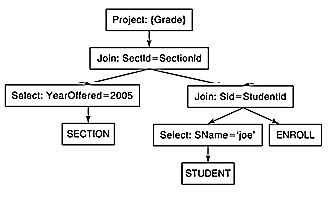 Project: {Grade}
Join: SectId=SectionId
Select: YearOffered=2005
Join: SId=StudentId
SECTION
Select: SName='joe'
ENROLL
STUDENT